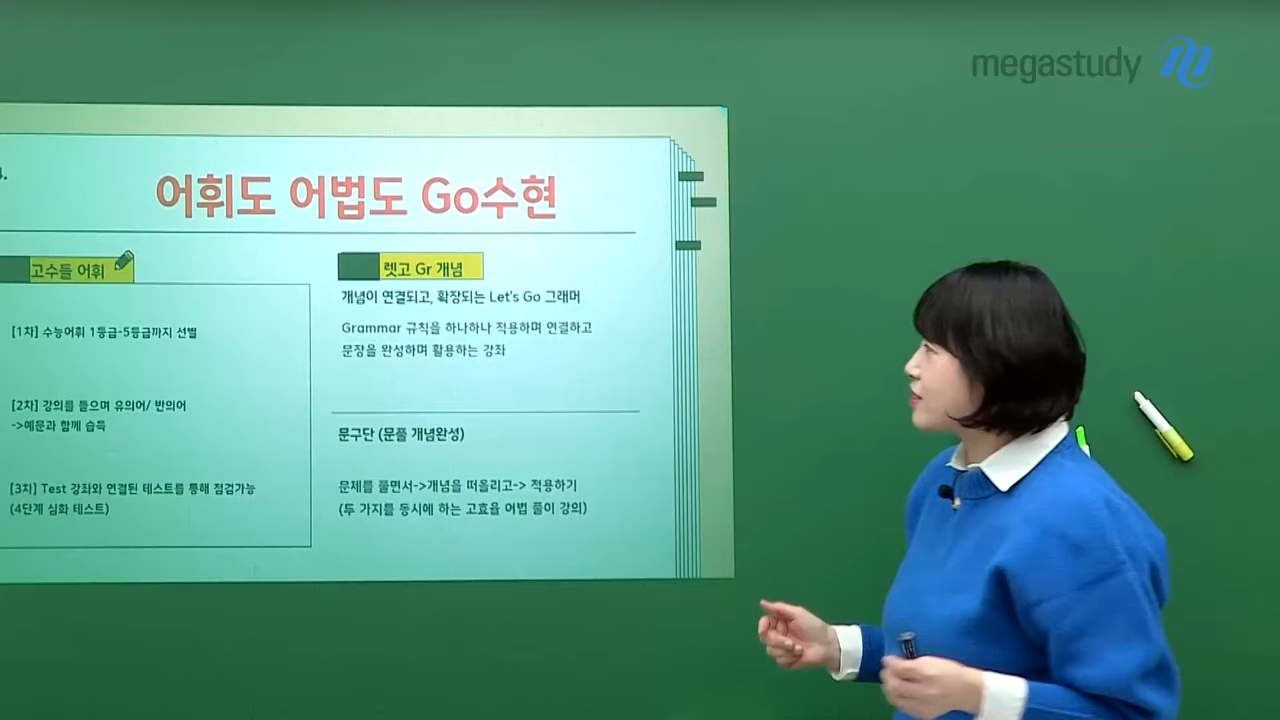 megastudy
어휘도 어법도 Go수현
고수들 어휘
[1차] 수능어휘 1등급-5등급까지 선별
[2차] 강의를 들으며 유의어/ 반의어
->예문과 함께 습득
[3차] Test 강좌와 연결된 테스트를 통해 점검가능
(4단계 심화 테스트)
렛고 Gr 개념
개념이 연결되고, 확장되는 Let's Go 그래머
Grammar 규칙을 하나하나 적용하며 연결하고
문장을 완성하며 활용하는 강좌
문구단 (문풀 개념완성)
문제를 풀면서->개념을 떠올리고-> 적용하기
(두 가지를 동시에 하는 고효율 어법 풀이 강의)